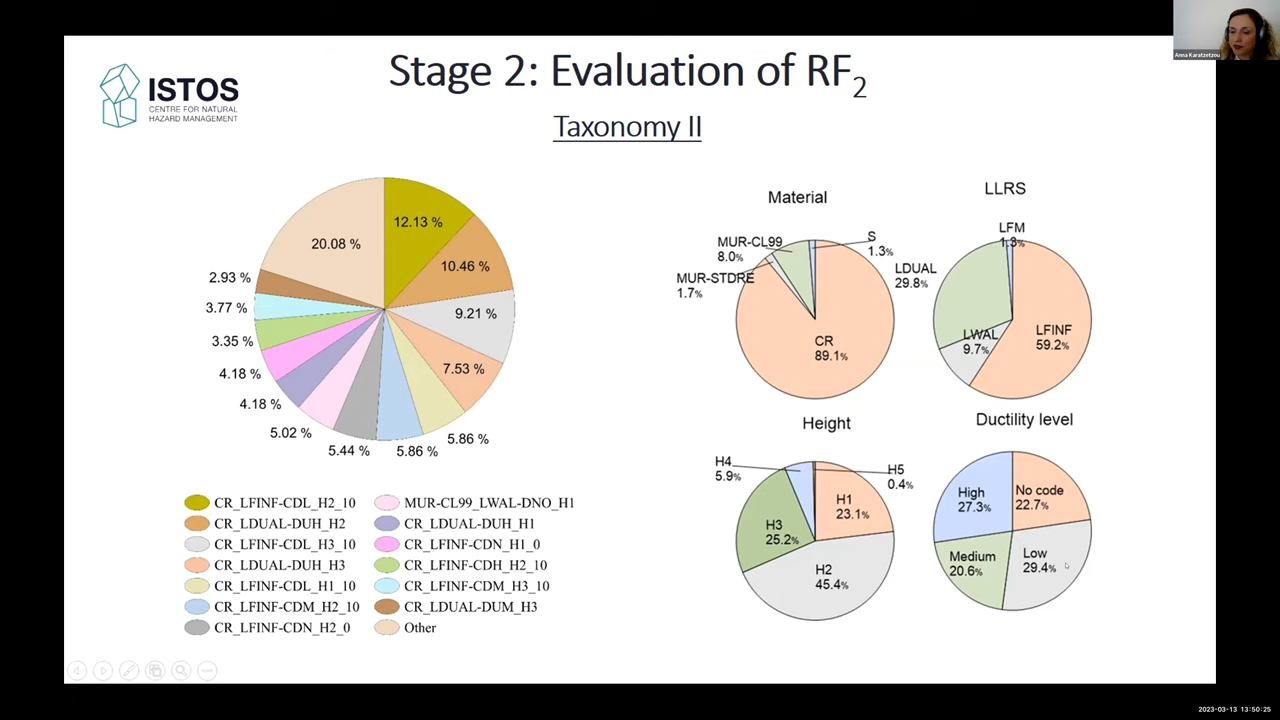 Anna Karatzetzou
Stage 2: Evaluation of RF2
ISTOS
CENTRE FOR NATURAL
HAZARD MANAGEMENT
Taxonomy II
12.13 %
10.46 %
9.21 %
7.53 %
5.86 %
5.86 %
5.44 %
5.02 %
4.18 %
4.18 %
3.35 %
3.77 %
2.93 %
20.08 %
CR_LFINF-CDL_H2_10
CR_LDUAL-DUH_H2
CR_LFINF-CDL_H3_10
CR_LDUAL-DUH_H3
CR_LFINF-CDL_H1_10
CR_LFINF-CDM_H2_10
CR_LFINF-CDN_H2_0
MUR-CL99_LWAL-DNO_H1
CR_LDUAL-DUH_H1
CR_LFINF-CDN_H1_0
CR_LFINF-CDH_H2_10
CR_LFINF-CDM_H3_10
CR_LDUAL-DUM_H3
Other
Material
MUR-CL99
8.0%
S
1.3%
MUR-STDRE
1.7%
CR
89.1%
LLRS
LFM
1.3%
LDUAL
29.8%
LWAL
9.7%
LFINF
59.2%
Height
H4
5.9%
H5
0.4%
H1
23.1%
H3
25.2%
H2
45.4%
Ductility level
High
27.3%
No code
22.7%
Medium
20.6%
Low
29.4%
2023-03-13 13:50:25